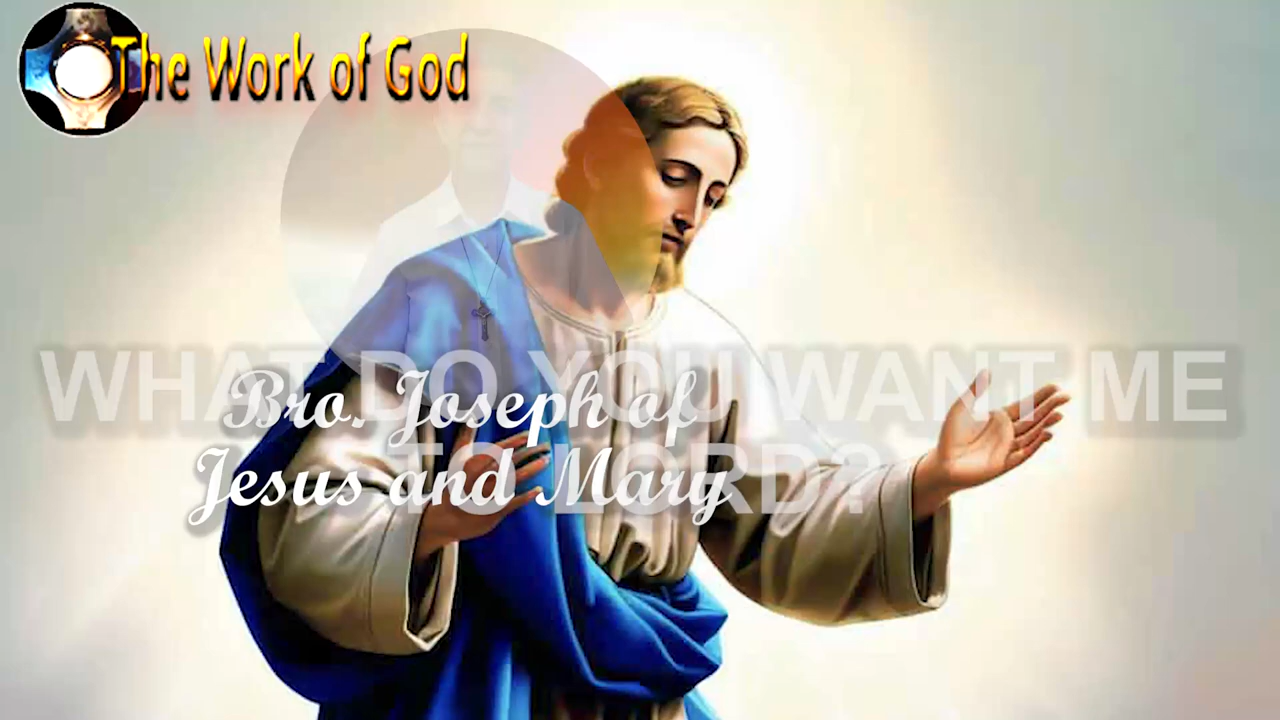 The Work of God
WHAT DO YOU WANT ME
TO LORD?
Bro. Joseph of
Jesus and Mary